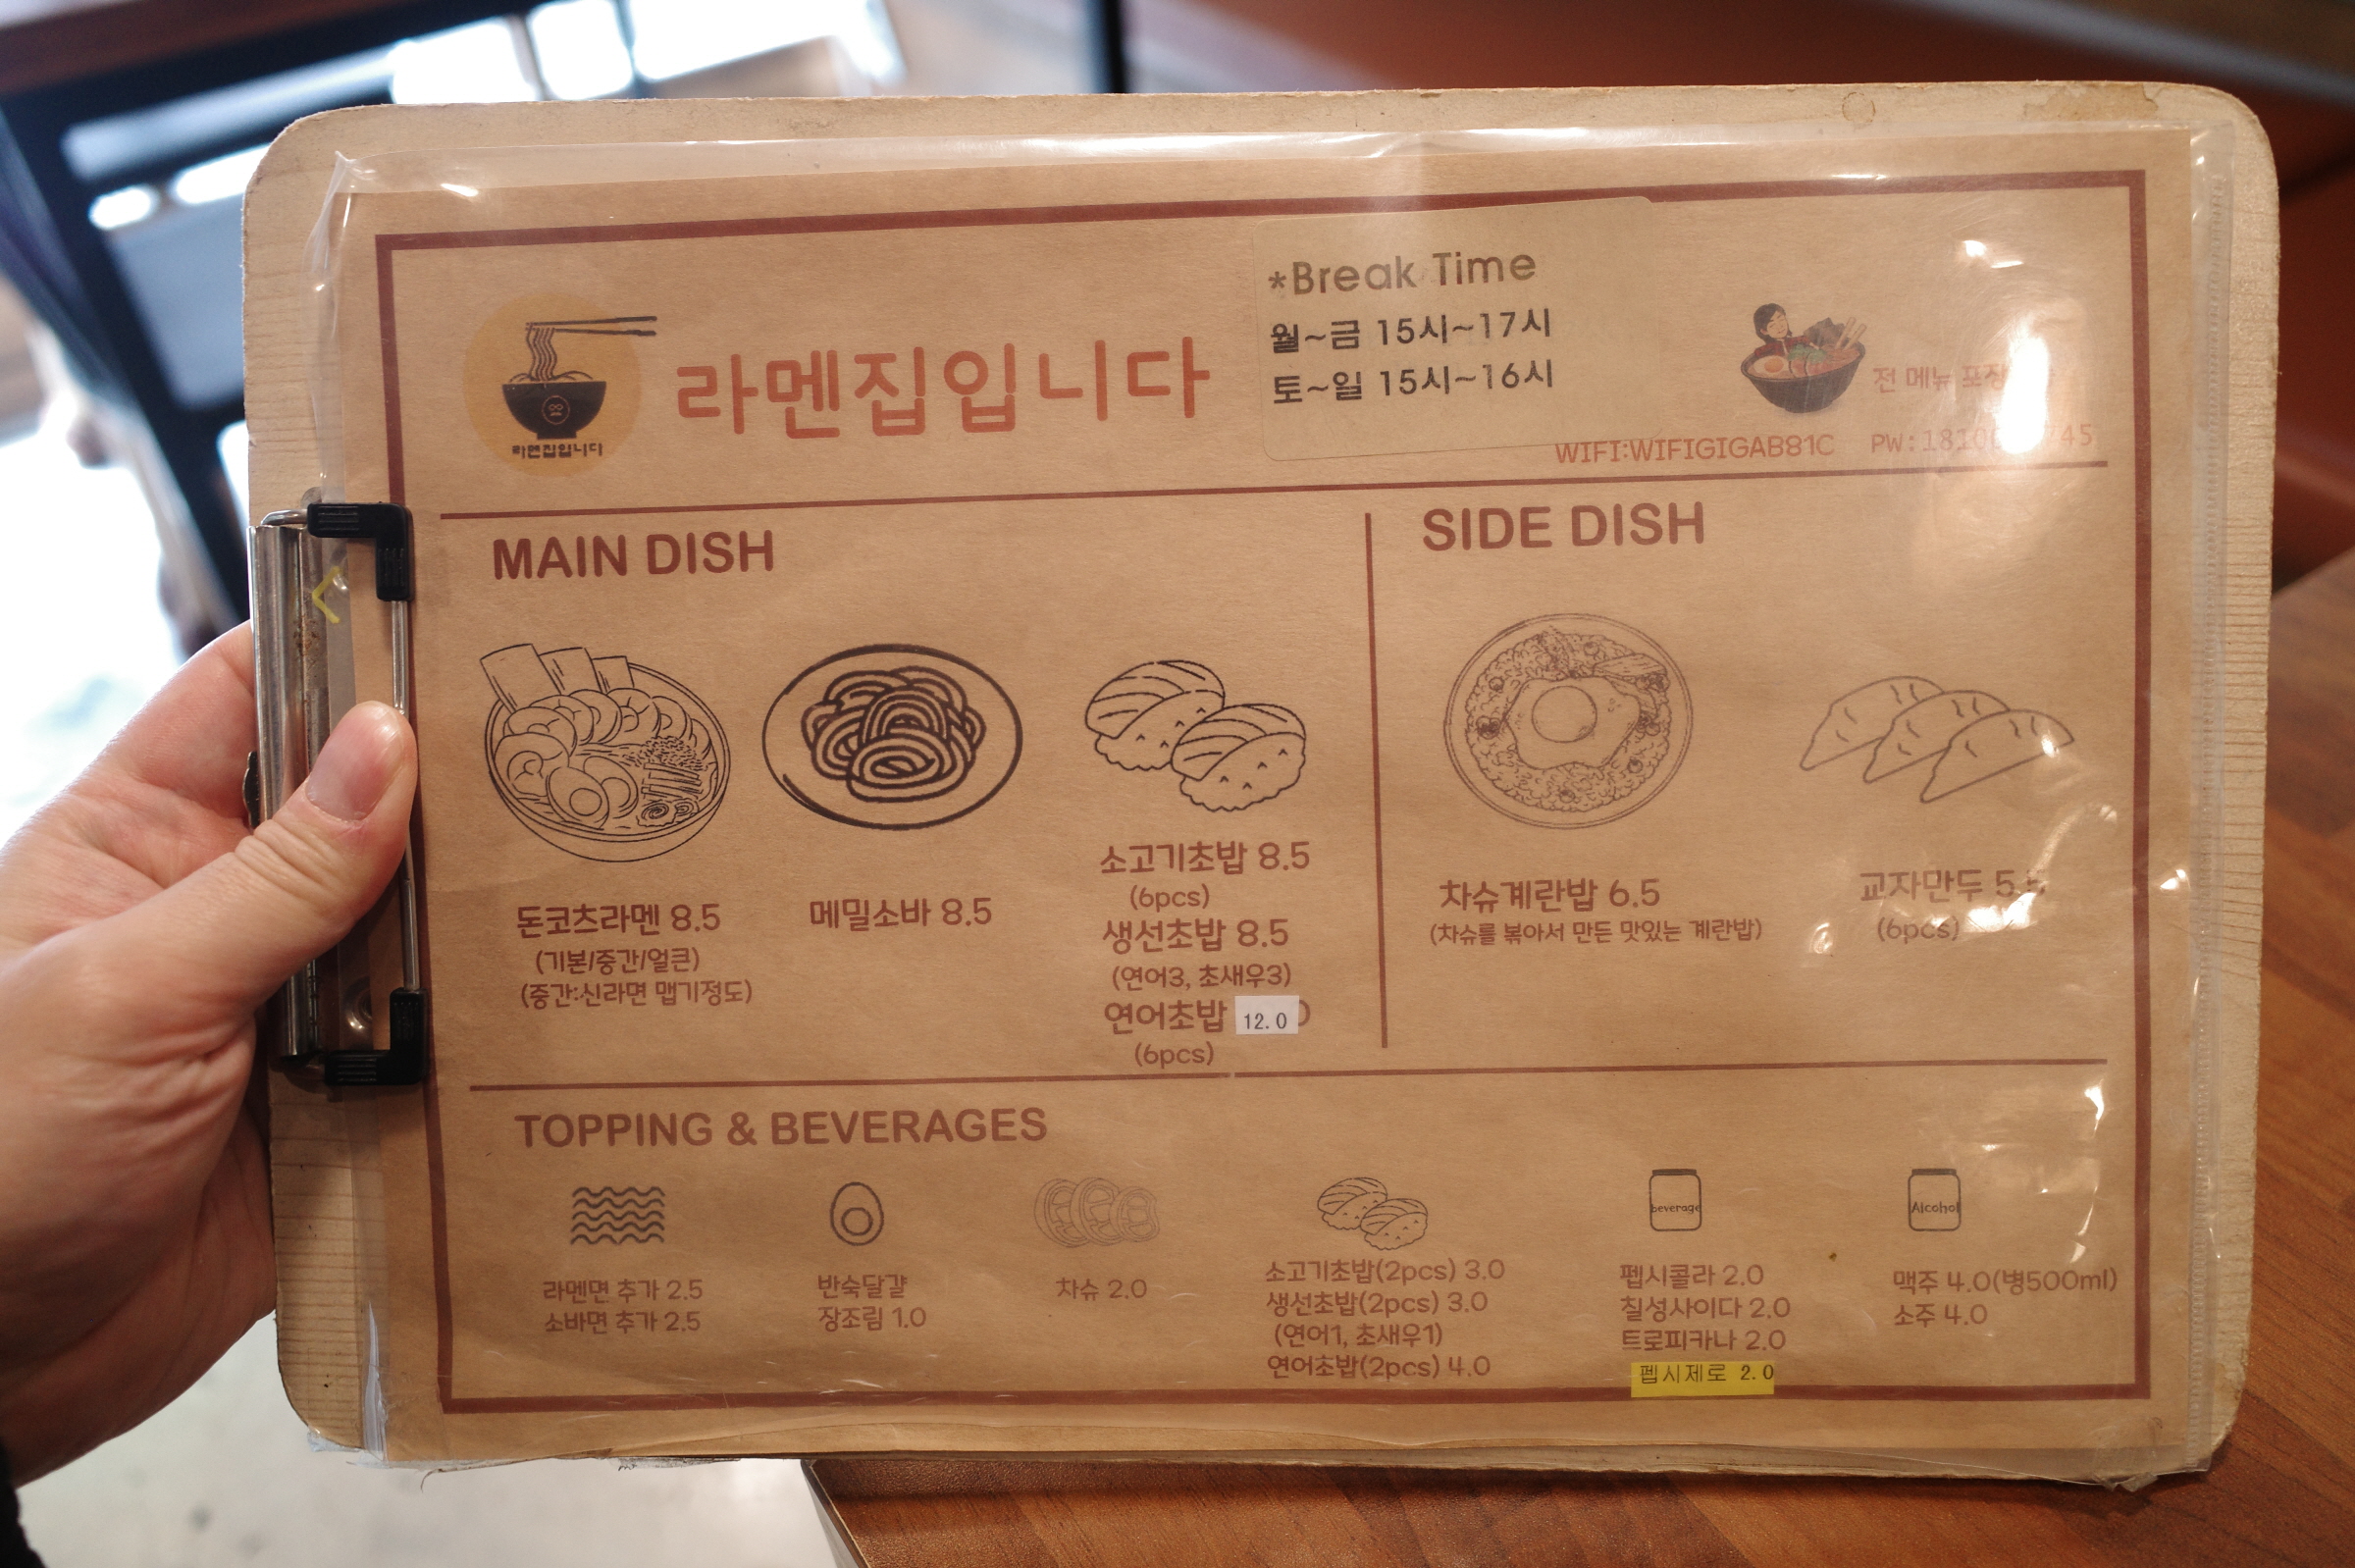 라멘집입니다
라멘집입니다
*Break Time
월~금 15시~17시
토~일 15시~16시
전 메뉴
WIFI:WIFIGIGAB81C
MAIN DISH
돈코츠라멘 8.5
(기본/중간/얼큰)
(중간:신라면 맵기정도)
메밀소바 8.5
소고기초밥 8.5
(6pcs)
생선초밥 8.5
(연어3, 초새우3)
연어초밥 12.0
(6pcs)
SIDE DISH
차슈계란밥 6.5
(차슈를 볶아서 만든 맛있는 계란밥)
교자만두 5.5
(6pcs)
TOPPING & BEVERAGES
라멘면 추가 2.5
소바면 추가 2.5
반숙달걀
장조림 1.0
차슈 2.0
소고기초밥(2pcs) 3.0
생선초밥(2pcs) 3.0
(연어1, 초새우1)
연어초밥(2pcs) 4.0
beverage
펩시콜라 2.0
칠성사이다 2.0
트로피카나 2.0
펩시제로 2.0
Alcohol
맥주 4.0(병500ml)
소주 4.0